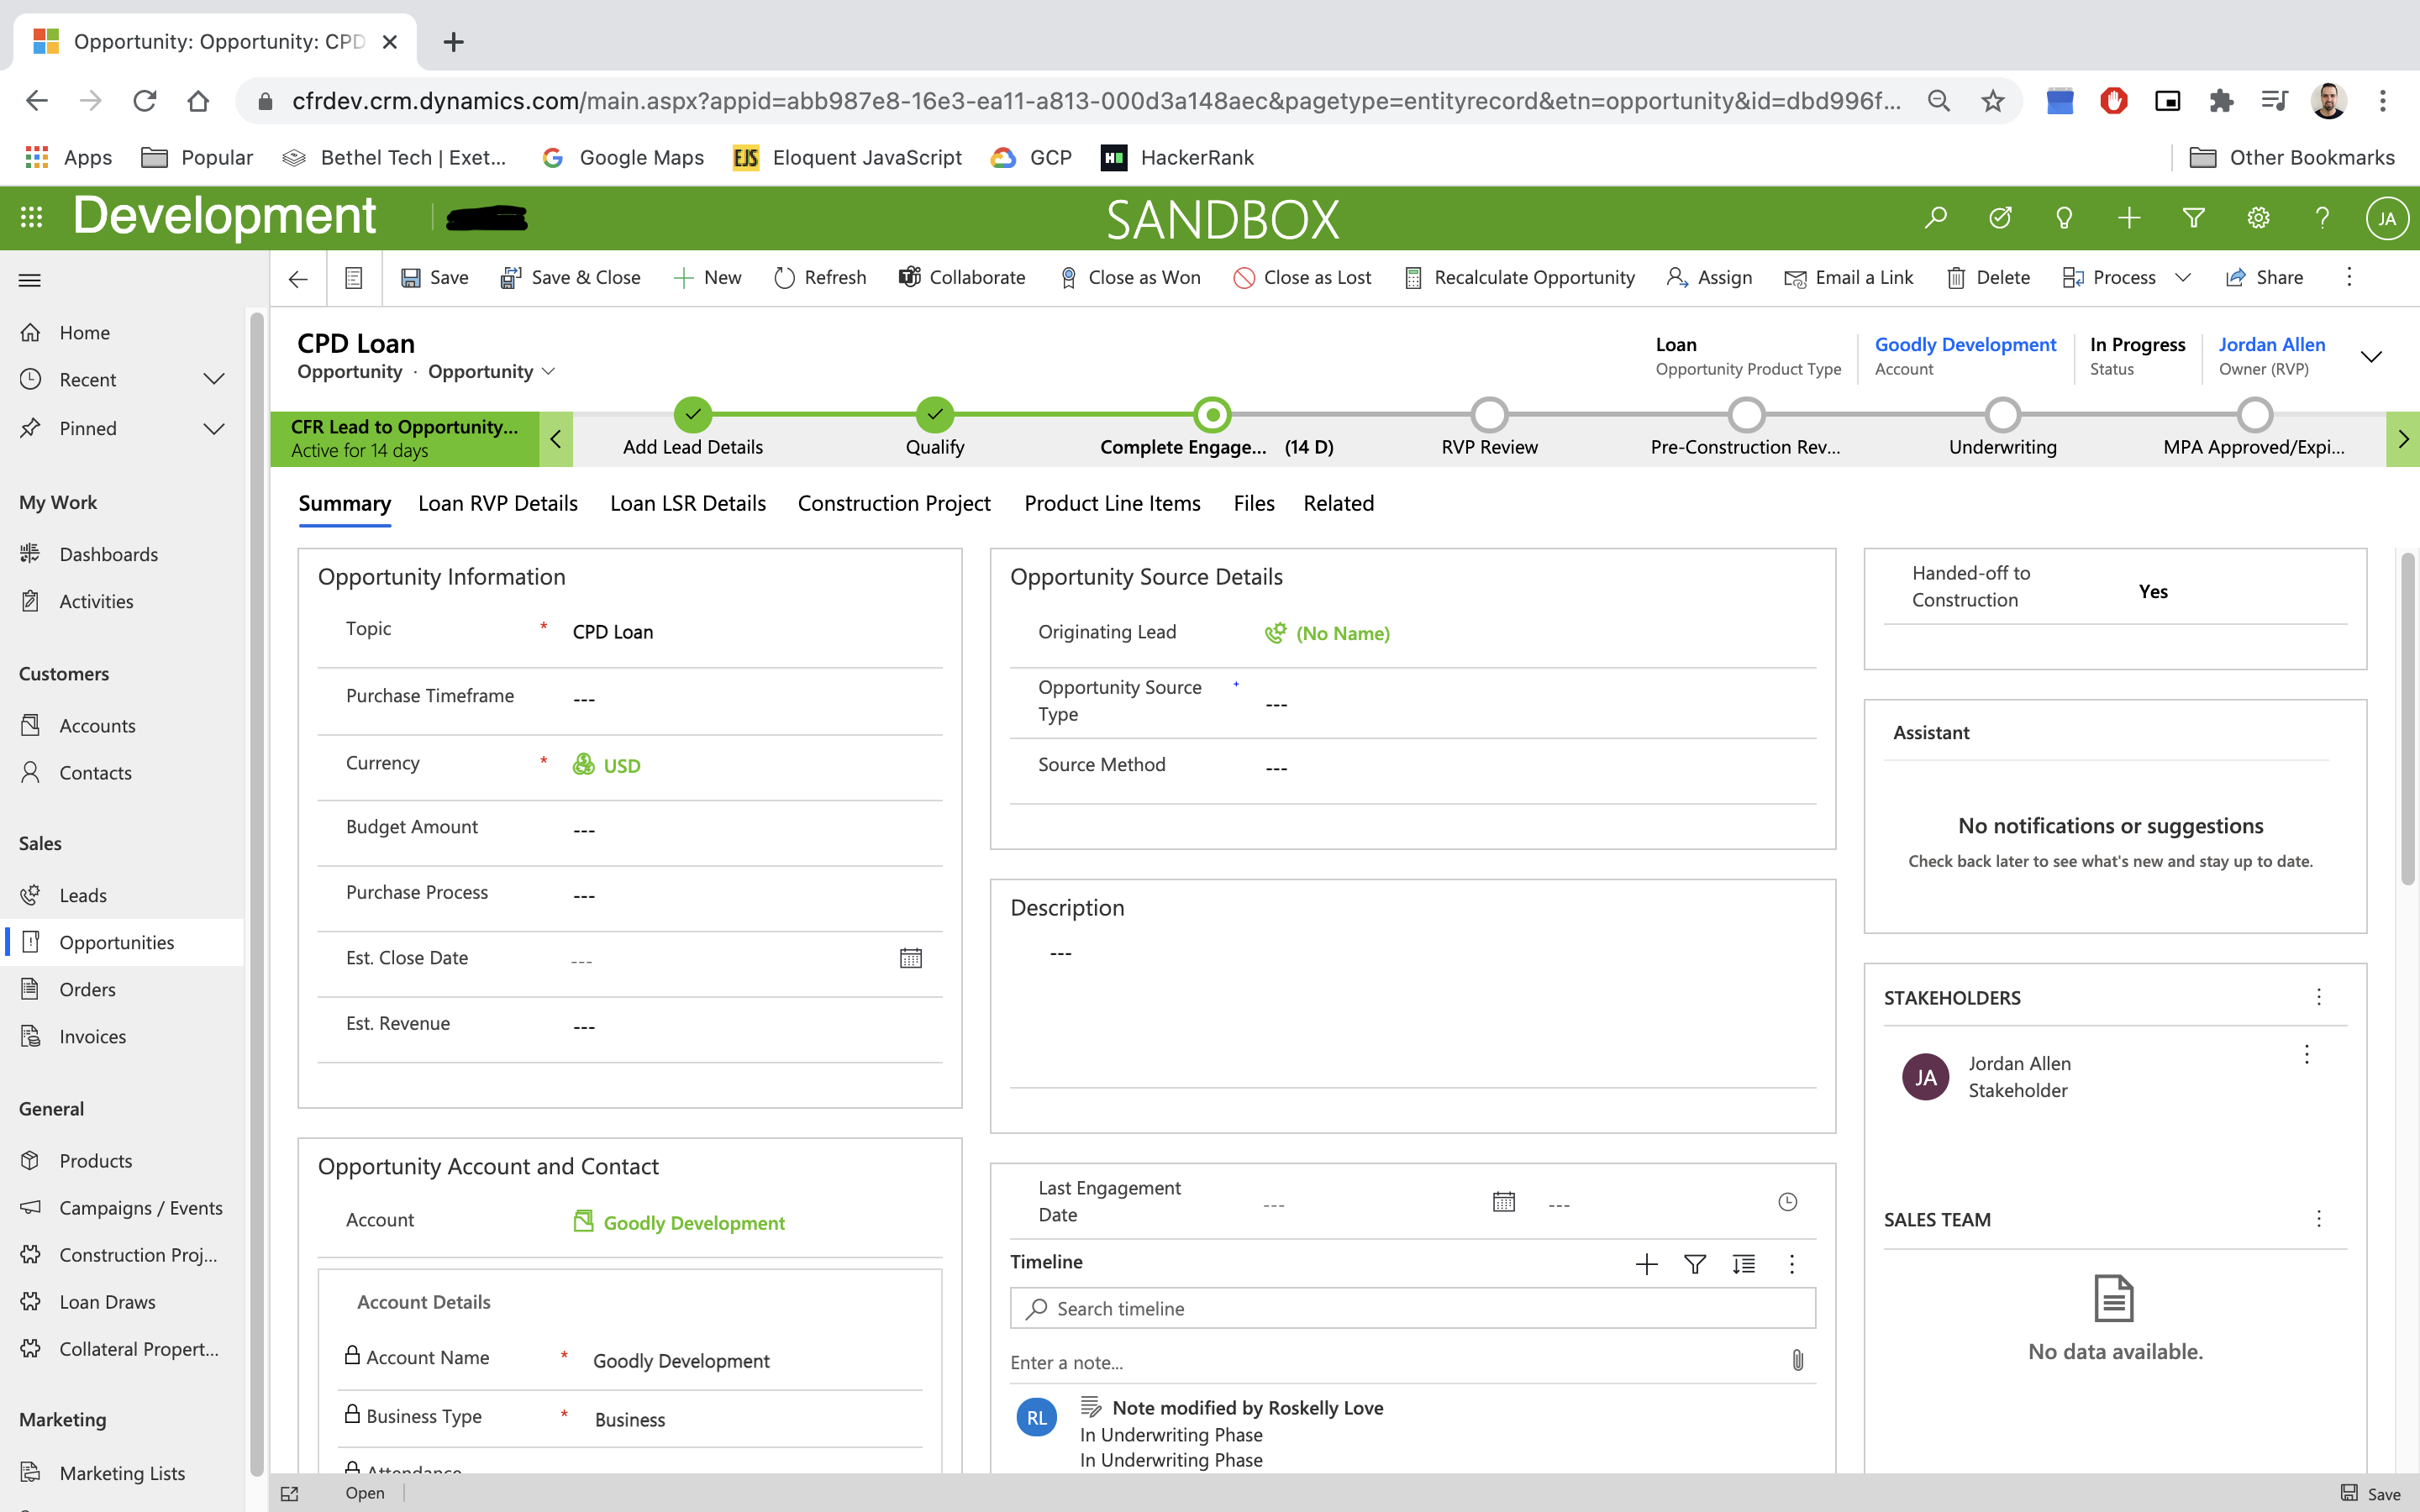 Opportunity: Opportunity: CPD
cfrdev.crm.dynamics.com/main.aspx?appid=abb987e8-16e3-ea11-a813-000d3a148aec&pagetype=entityrecord&etn=opportunity&id=dbd996f...
Apps Popular Bethel Tech | Exet... Google Maps EJS Eloquent JavaScript GCP HackerRank Other Bookmarks
Development SANDBOX JA
Save Save & Close New Refresh Collaborate Close as Won Close as Lost Recalculate Opportunity Assign Email a Link Delete Process Share
Home
Recent
Pinned
My Work
Dashboards
Activities
Customers
Accounts
Contacts
Sales
Leads
Opportunities
Orders
Invoices
General
Products
Campaigns / Events
Construction Proj...
Loan Draws
Collateral Propert...
Marketing
Marketing Lists
CPD Loan
Opportunity · Opportunity
Loan
Opportunity Product Type
Goodly Development
Account
In Progress
Status
Jordan Allen
Owner (RVP)
CFR Lead to Opportunity...
Active for 14 days
Add Lead Details
Qualify
Complete Engage... (14 D)
RVP Review
Pre-Construction Rev...
Underwriting
MPA Approved/Expi...
Summary Loan RVP Details Loan LSR Details Construction Project Product Line Items Files Related
Opportunity Information
Topic * CPD Loan
Purchase Timeframe ---
Currency * USD
Budget Amount ---
Purchase Process ---
Est. Close Date ---
Est. Revenue ---
Opportunity Account and Contact
Account Goodly Development
Account Details
Account Name * Goodly Development
Business Type * Business
Attendance
Opportunity Source Details
Originating Lead (No Name)
Opportunity Source
Type + ---
Source Method ---
Description
---
Last Engagement
Date --- ---
Timeline
Search timeline
Enter a note...
RL Note modified by Roskelly Love
In Underwriting Phase
In Underwriting Phase
Handed-off to
Construction Yes
Assistant
No notifications or suggestions
Check back later to see what's new and stay up to date.
STAKEHOLDERS
JA Jordan Allen
Stakeholder
SALES TEAM
No data available.
Open Save